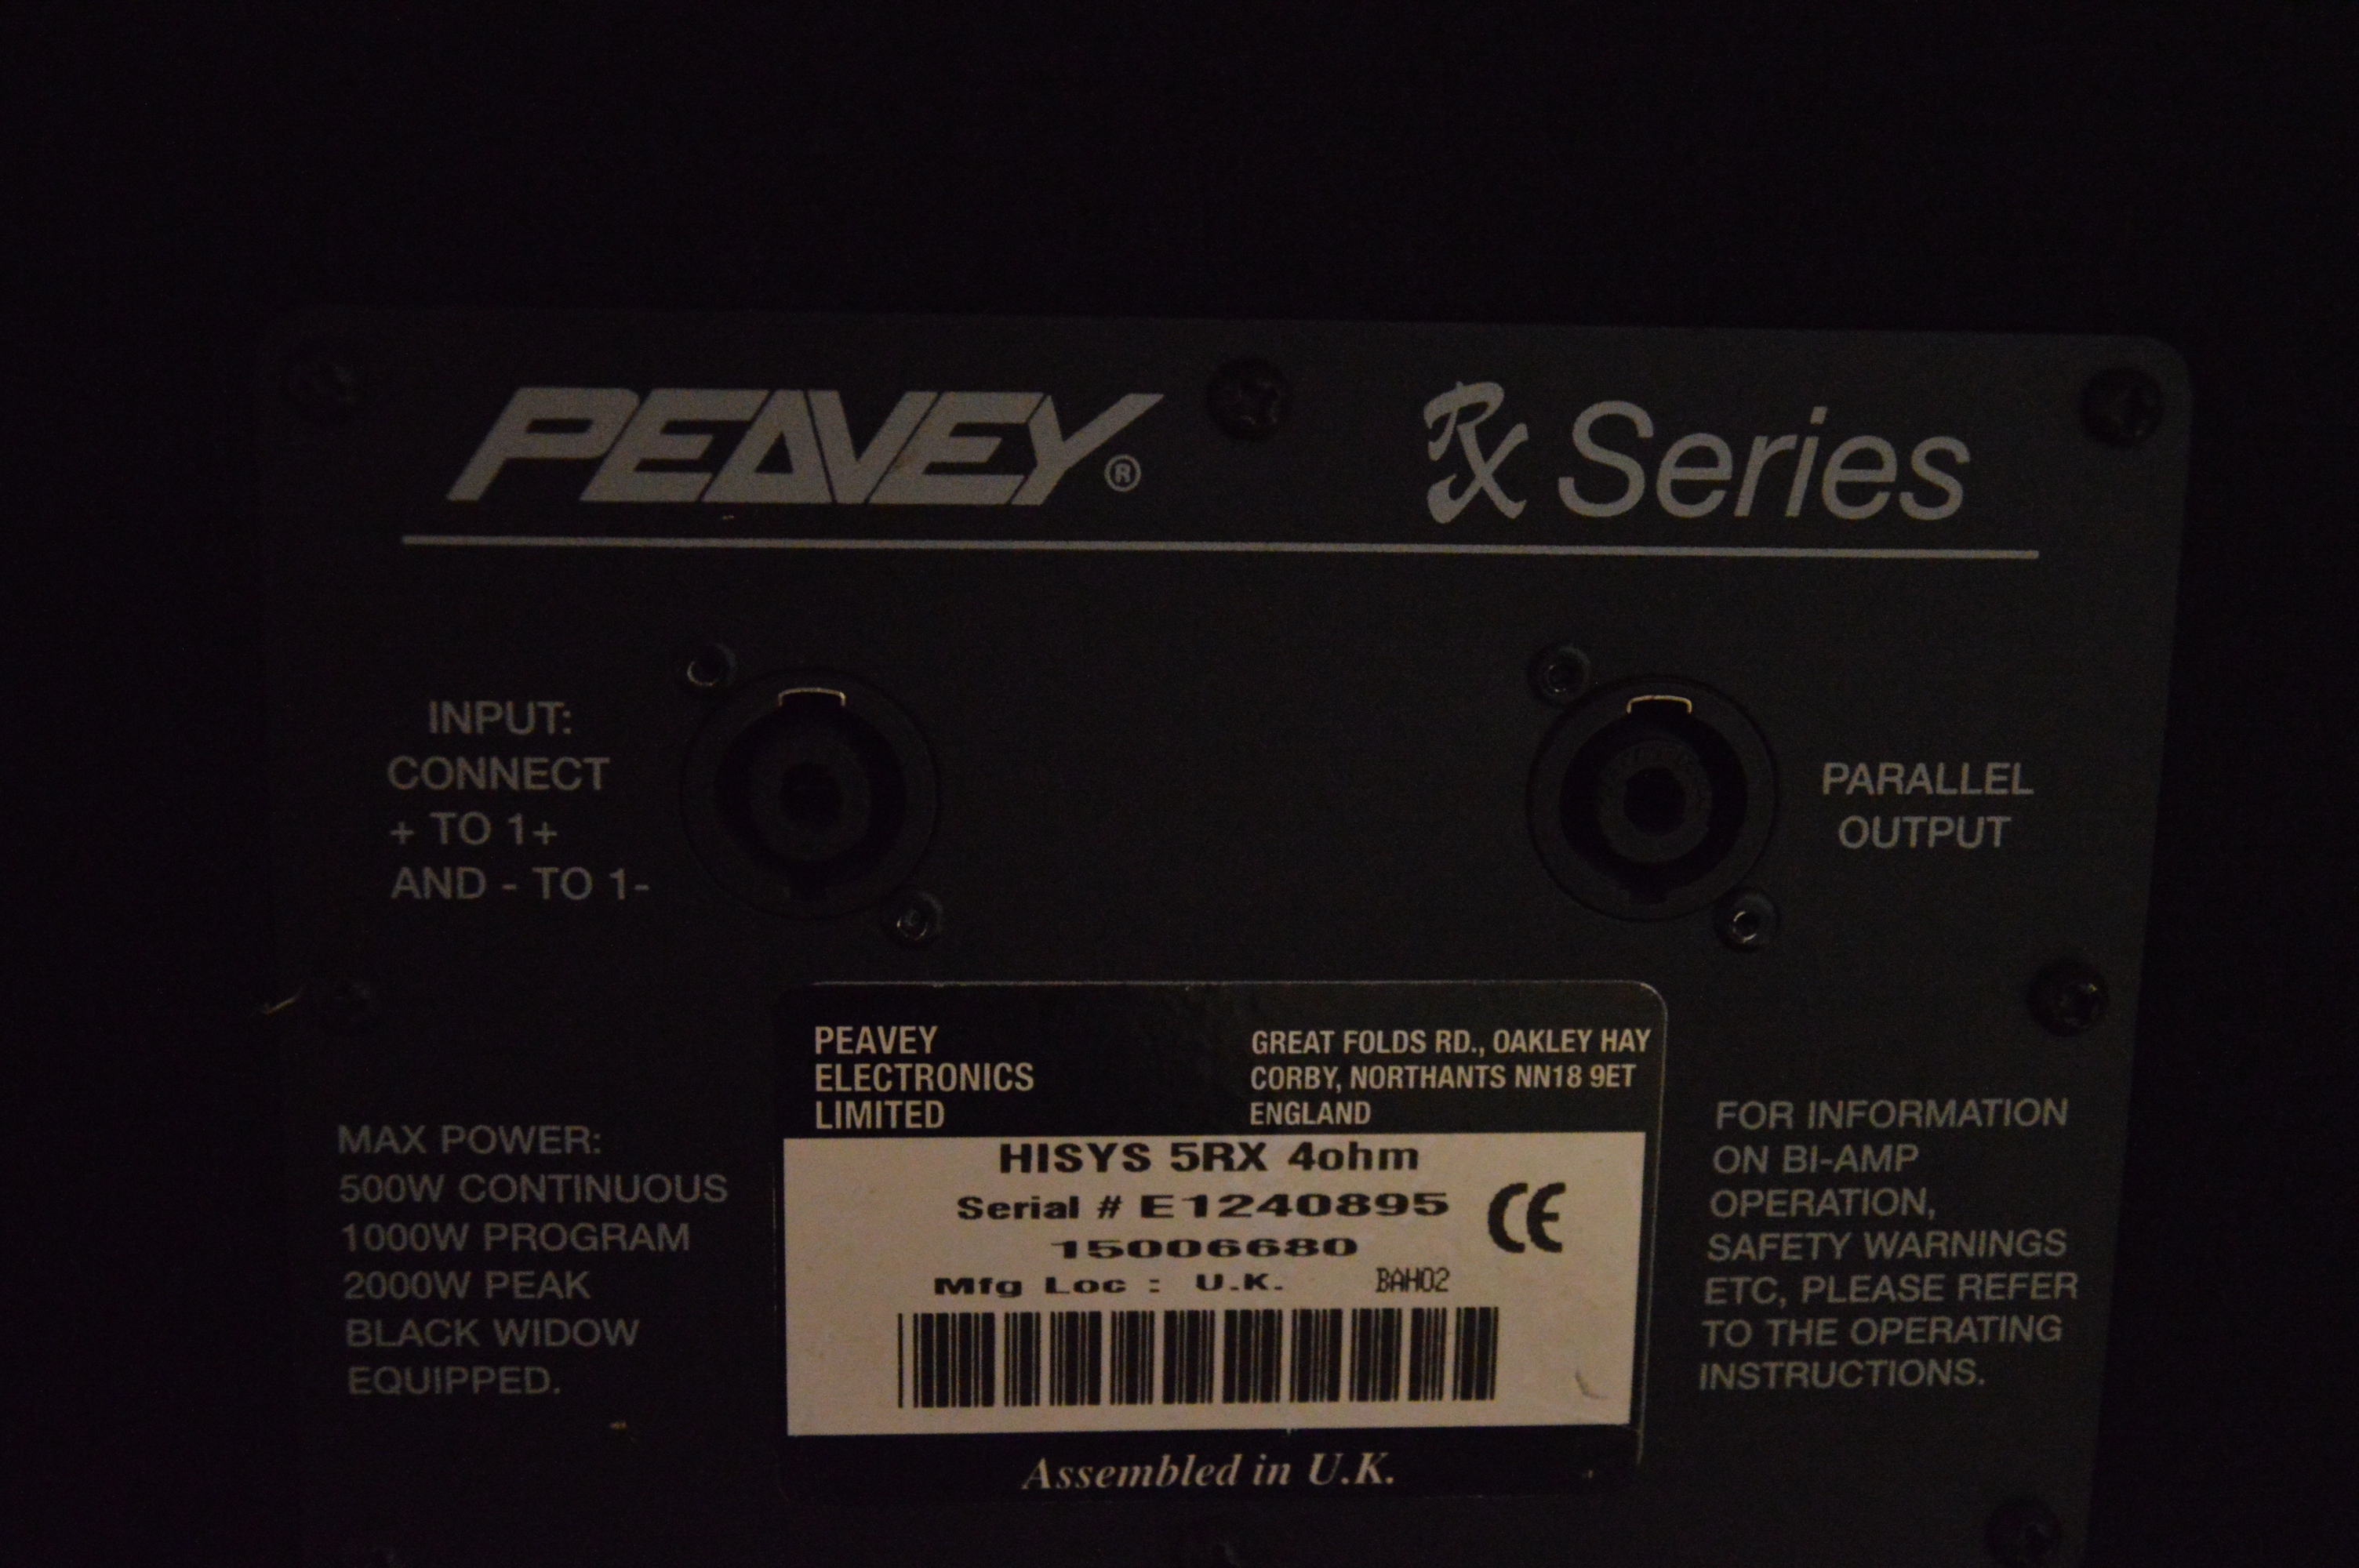 PEAVEY®
Rx Series
INPUT:
CONNECT
+ TO 1+
AND - TO 1-
PARALLEL
OUTPUT
MAX POWER:
500W CONTINUOUS
1000W PROGRAM
2000W PEAK
BLACK WIDOW
EQUIPPED.
PEAVEY
ELECTRONICS
LIMITED
GREAT FOLDS RD., OAKLEY HAY
CORBY, NORTHANTS NN18 9ET
ENGLAND
HISYS 5RX 4ohm
Serial # E1240895
CE
15006680
Mfg Loc : U.K. BAH02
Assembled in U.K.
FOR INFORMATION
ON BI-AMP
OPERATION,
SAFETY WARNINGS
ETC, PLEASE REFER
TO THE OPERATING
INSTRUCTIONS.